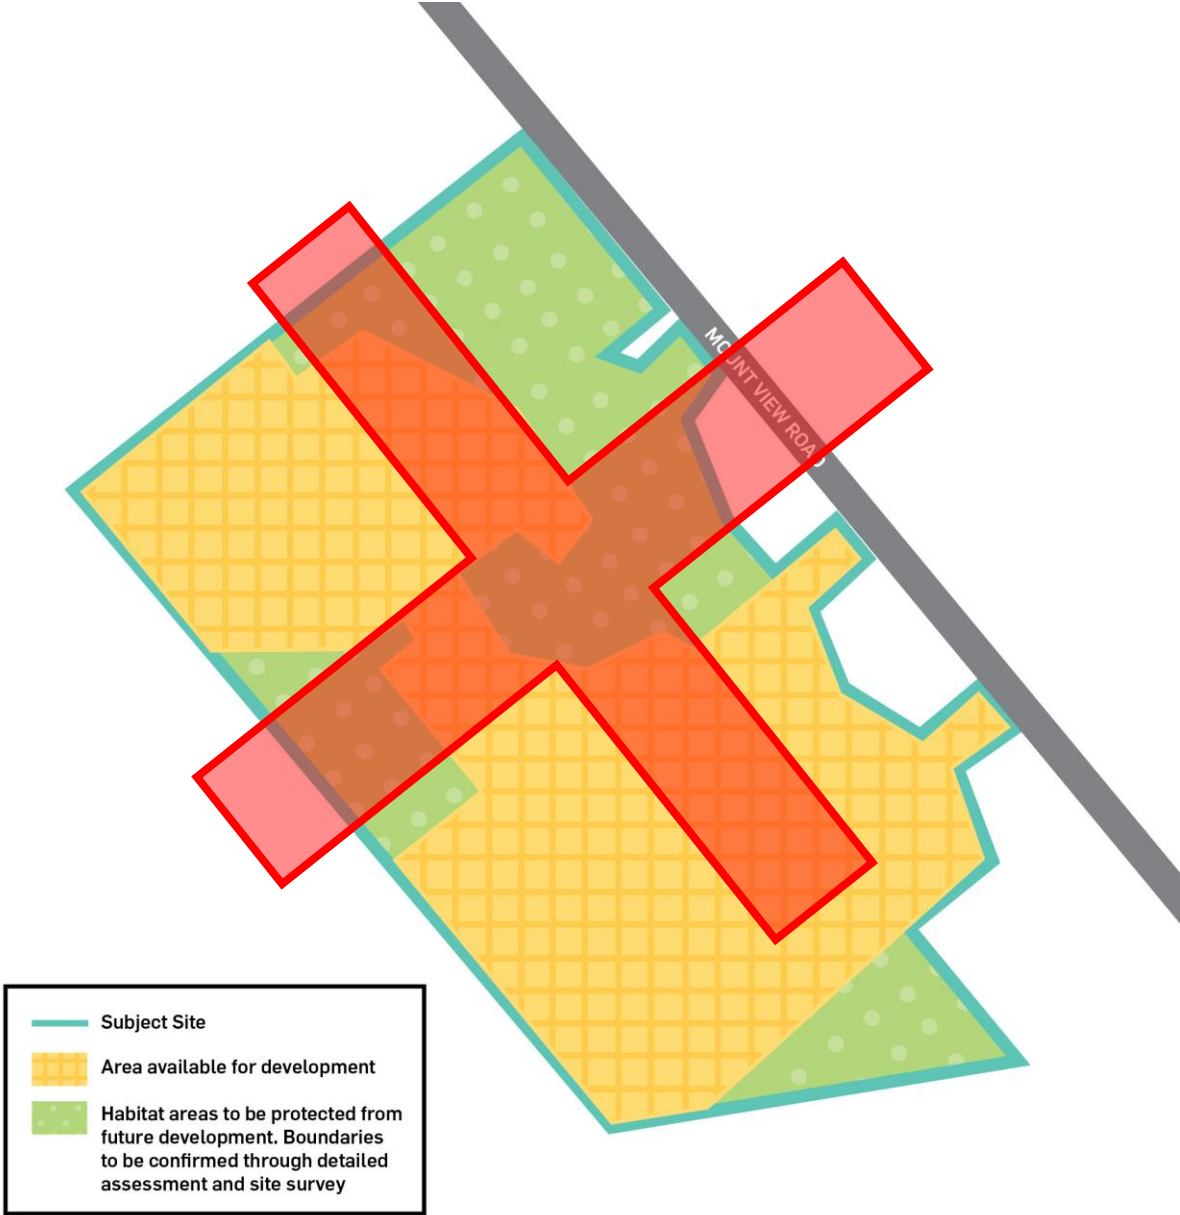 MOUNT VIEW ROAD
Subject Site
Area available for development
Habitat areas to be protected from
future development. Boundaries
to be confirmed through detailed
assessment and site survey